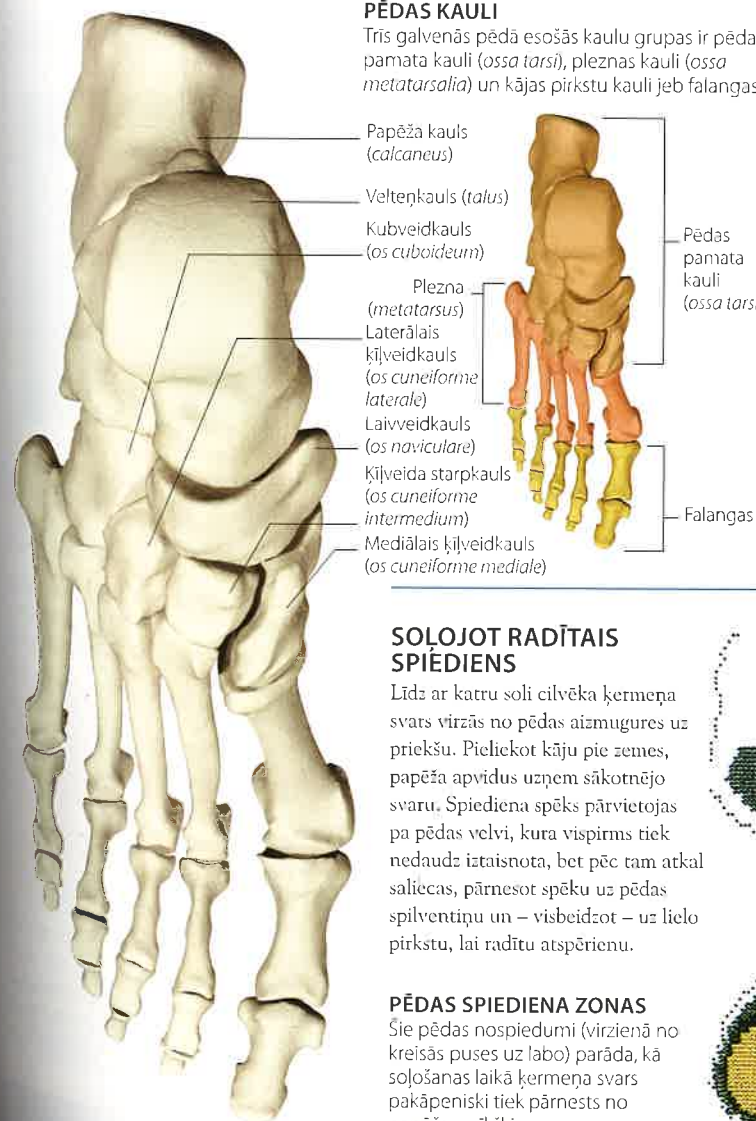 PĒDAS KAULI
Trīs galvenās pēdā esošās kaulu grupas ir pēda
pamata kauli (ossa tarsi), pleznas kauli (ossa
metatarsalia) un kājas pirkstu kauli jeb falangas
Papēža kauls
(calcaneus)
Veltenkauls (talus)
Kubveidkauls
(os cuboideum)
Plezna
(metatarsus)
Laterālais
ķīļveidkauls
(os cuneiforme
laterale)
Laivveidkauls
(os naviculare)
Ķīļveida starpkauls
(os cuneiforme
intermedium)
Mediālais ķīļveidkauls
(os cuneiforme mediale)
Pēdas
pamata
kauli
(ossa tars
Falangas
SOĻOJOT RADĪTAIS
SPIEDIENS
Līdz ar katru soli cilvēka ķermeņa
svars virzās no pēdas aizmugures uz
priekšu. Pieliekot kāju pie zemes,
papēža apvidus uzņem sākotnējo
svaru. Spiediena spēks pārvietojas
pa pēdas velvi, kura vispirms tiek
nedaudz iztaisnota, bet pēc tam atkal
saliecas, pārnesot spēku uz pēdas
spilventiņu un – visbeidzot – uz lielo
pirkstu, lai radītu atspērienu.
PĒDAS SPIEDIENA ZONAS
Šie pēdas nospiedumi (virzienā no
kreisās puses uz labo) parāda, kā
soļošanas laikā ķermeņa svars
pakāpeniski tiek pārnests no